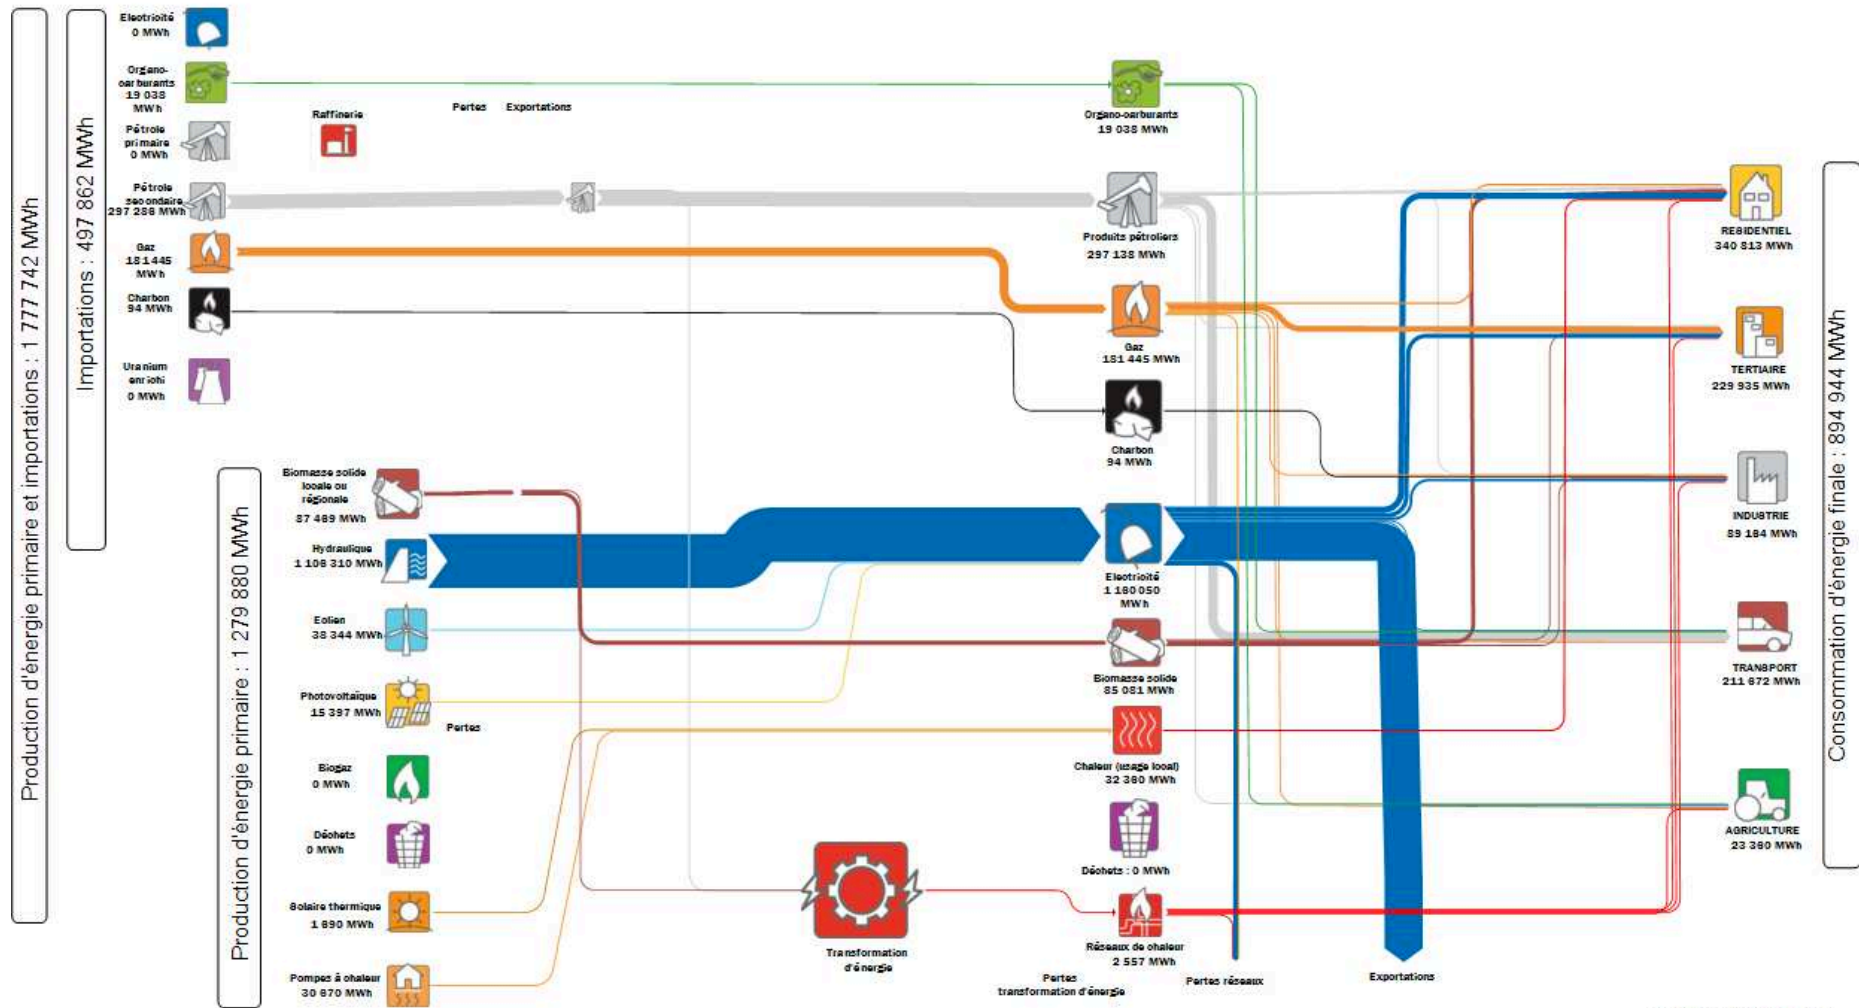 Production d'énergie primaire et importations : 1 777 742 MWh
Importations : 497 862 MWh
Electricité
0 MWh
Organo-
carburants
19 038
MWh
Pétrole
primaire
0 MWh
Pétrole
secondaire
297 286 MWh
Gaz
181 445
MWh
Charbon
94 MWh
Uranium
enrichi
0 MWh
Raffinerie
Pertes
Exportations
Production d'énergie primaire : 1 279 880 MWh
Biomasse solide
locale ou
régionale
87 469 MWh
Hydraulique
1 106 310 MWh
Eolien
38 344 MWh
Photovoltaïque
15 397 MWh
Pertes
Biogaz
0 MWh
Déchets
0 MWh
Solaire thermique
1 690 MWh
Pompes à chaleur
30 670 MWh
Transformation
d'énergie
Organo-carburants
19 038 MWh
Produits pétroliers
297 138 MWh
Gaz
181 445 MWh
Charbon
94 MWh
Electricité
1 160 050
MWh
Biomasse solide
85 081 MWh
Chaleur (usage local)
32 360 MWh
Déchets : 0 MWh
Réseaux de chaleur
2 557 MWh
Pertes
transformation d'énergie
Pertes réseaux
Exportations
RESIDENTIEL
340 813 MWh
TERTIAIRE
229 935 MWh
INDUSTRIE
89 164 MWh
TRANSPORT
211 672 MWh
AGRICULTURE
23 360 MWh
Consommation d'énergie finale : 894 944 MWh